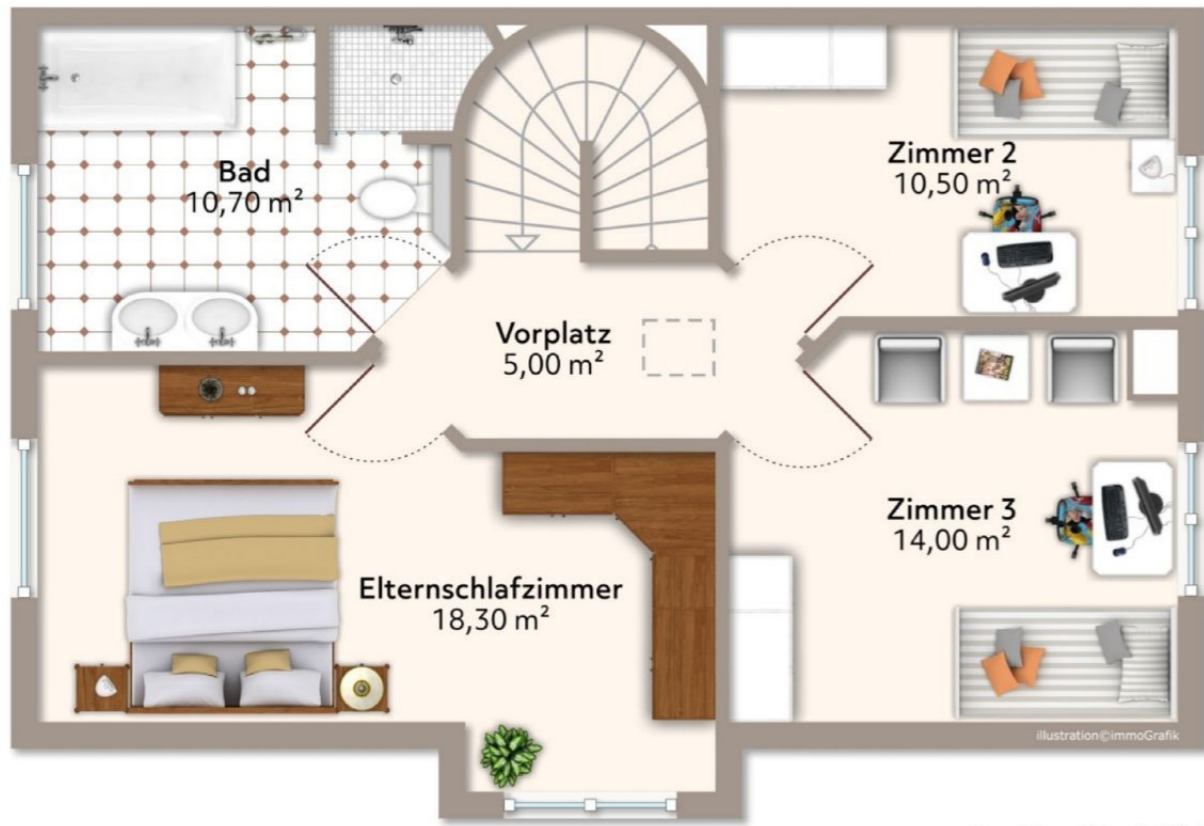 Bad
10,70 m²
Zimmer 2
10,50 m²
Vorplatz
5,00 m²
Zimmer 3
14,00 m²
Elternschlafzimmer
18,30 m²
illustration©immoGrafik